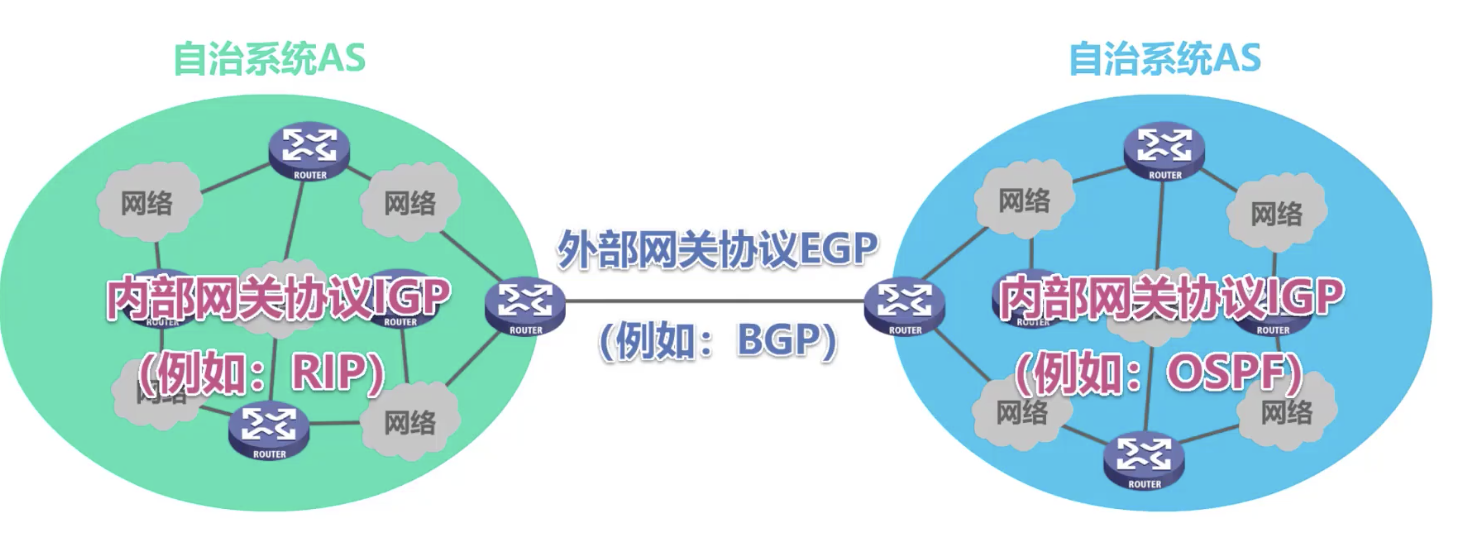 自治系统AS
自治系统AS
ROUTER
ROUTER
网络
网络
网络
网络
外部网关协议EGP
内部网关协议IGP
内部网关协议IGP
ROUTER
ROUTER
ROUTER
ROUTER
ROUTER
ROUTER
(例如：BGP)
(例如：RIP)
(例如：OSPF)
网络
网络
网络
网络
ROUTER
ROUTER